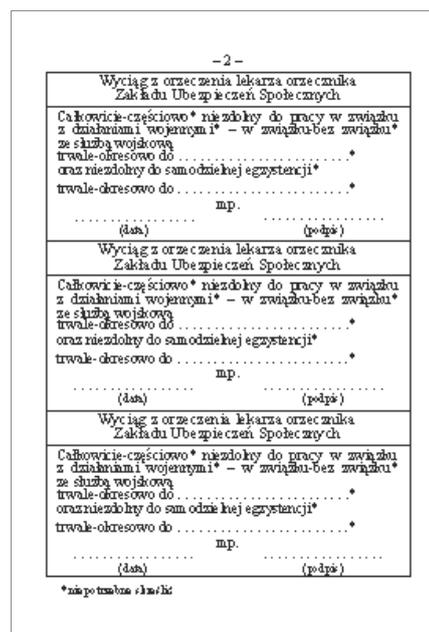 – 2 –
Wyciąg z orzeczenia lekarza orzecznika
Zakładu Ubezpieczeń Społecznych
Całkowicie-częściowo* niezdolny do pracy w związku
z działaniami wojennymi* – w związku-bez związku*
ze służbą wojskową
trwale-okresowo do . . . . . . . . . . . . . . . . . . . . . . . . .*
oraz niezdolny do samodzielnej egzystencji*
trwale-okresowo do . . . . . . . . . . . . . . . . . . . . . . . . .*
mp.
. . . . . . . . . . . . . . . . . . . . . . . . . . . . . . . . . .
(data) (podpis)
Wyciąg z orzeczenia lekarza orzecznika
Zakładu Ubezpieczeń Społecznych
Całkowicie-częściowo* niezdolny do pracy w związku
z działaniami wojennymi* – w związku-bez związku*
ze służbą wojskową
trwale-okresowo do . . . . . . . . . . . . . . . . . . . . . . . . .*
oraz niezdolny do samodzielnej egzystencji*
trwale-okresowo do . . . . . . . . . . . . . . . . . . . . . . . . .*
mp.
. . . . . . . . . . . . . . . . . . . . . . . . . . . . . . . . . .
(data) (podpis)
Wyciąg z orzeczenia lekarza orzecznika
Zakładu Ubezpieczeń Społecznych
Całkowicie-częściowo* niezdolny do pracy w związku
z działaniami wojennymi* – w związku-bez związku*
ze służbą wojskową
trwale-okresowo do . . . . . . . . . . . . . . . . . . . . . . . . .*
oraz niezdolny do samodzielnej egzystencji*
trwale-okresowo do . . . . . . . . . . . . . . . . . . . . . . . . .*
mp.
. . . . . . . . . . . . . . . . . . . . . . . . . . . . . . . . . .
(data) (podpis)
*niepotrzebne skreślić